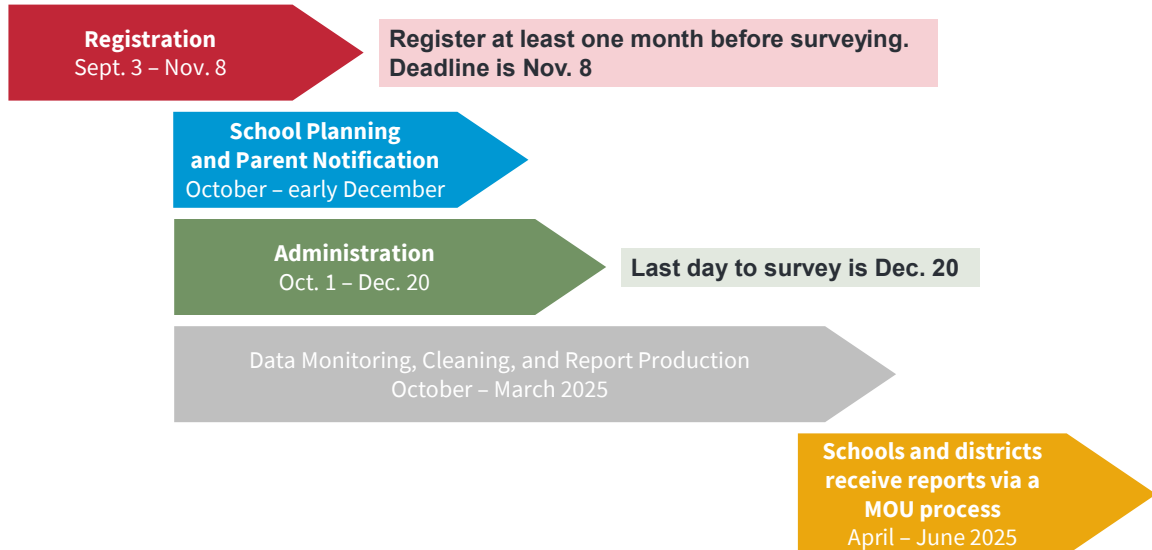 Registration
Sept. 3 – Nov. 8
Register at least one month before surveying.
Deadline is Nov. 8
School Planning
and Parent Notification
October – early December
Administration
Oct. 1 – Dec. 20
Last day to survey is Dec. 20
Data Monitoring, Cleaning, and Report Production
October – March 2025
Schools and districts
receive reports via a
MOU process
April – June 2025